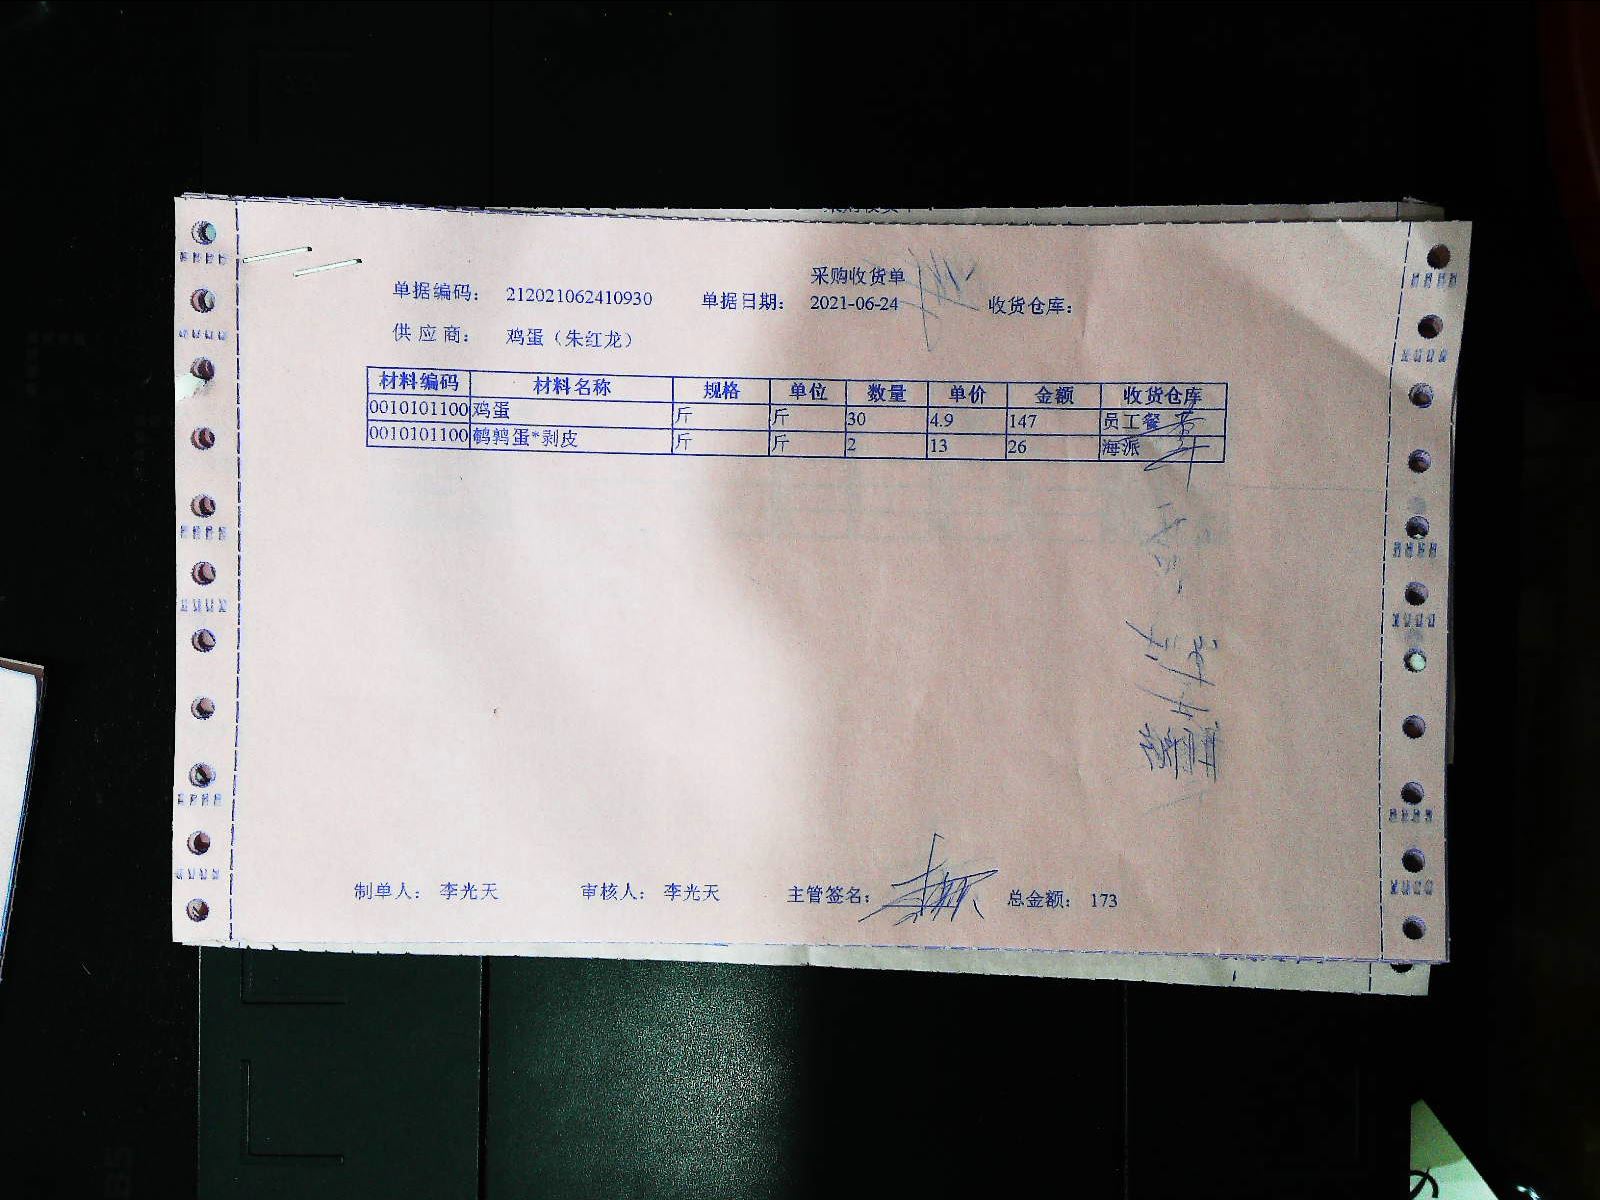 采购收货单
单据编码： 212021062410930 单据日期： 2021-06-24 收货仓库：
供 应 商： 鸡蛋（朱红龙）
材料编码 材料名称 规格 单位 数量 单价 金额 收货仓库
0010101100 鸡蛋 斤 斤 30 4.9 147 员工餐
0010101100 鹌鹑蛋*剥皮 斤 斤 2 13 26 海派
制单人： 李光天 审核人： 李光天 主管签名： 总金额： 173